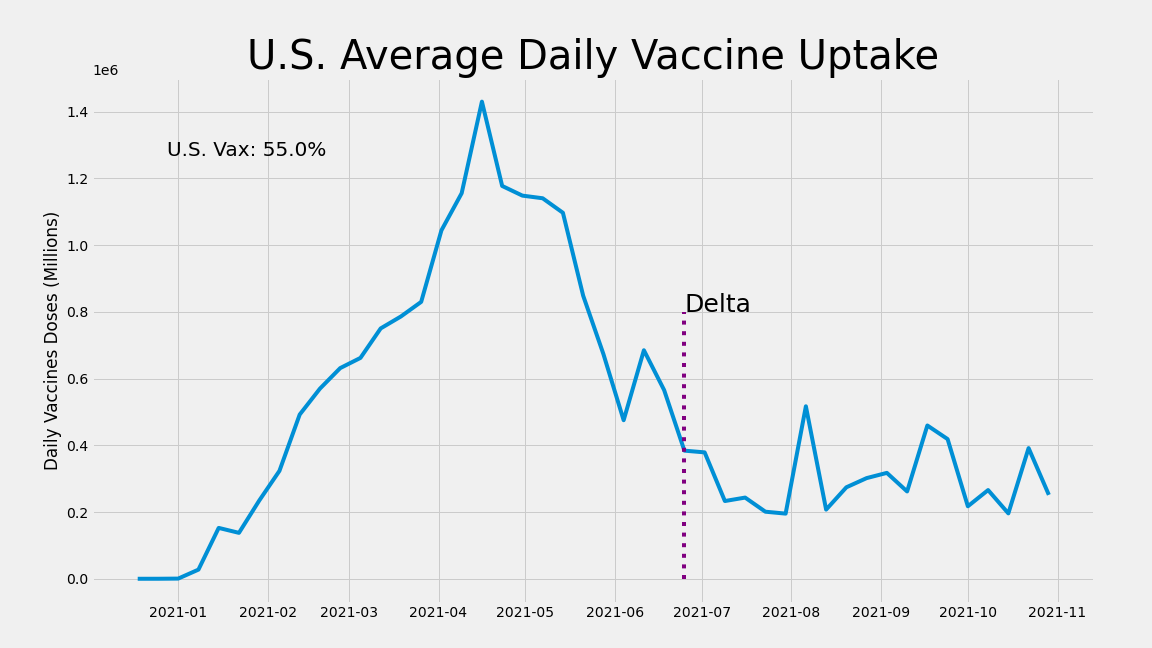 U.S. Average Daily Vaccine Uptake
1e6
1.4
U.S. Vax: 55.0%
1.2
1.0
Daily Vaccines Doses (Millions)
Delta
0.8
0.6
0.4
0.2
0.0
2021-01 2021-02 2021-03 2021-04 2021-05 2021-06 2021-07 2021-08 2021-09 2021-10 2021-11